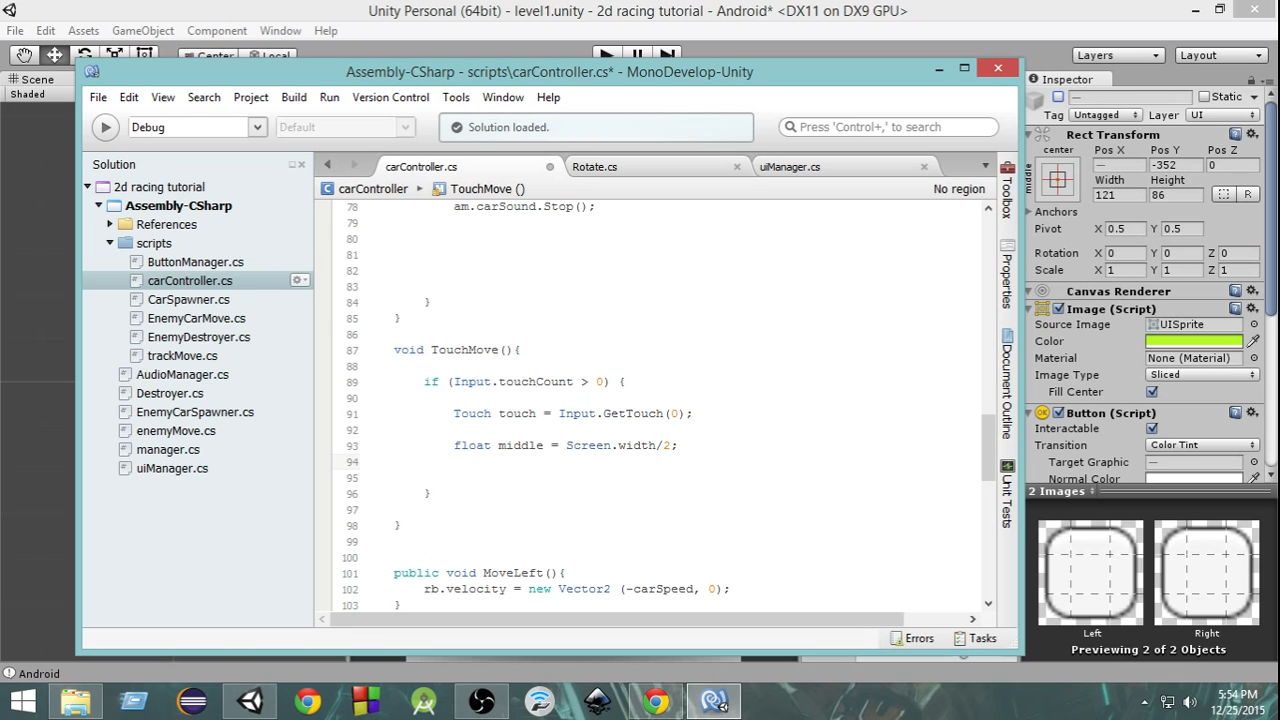 Unity Personal (64bit) - level1.unity - 2d racing tutorial - Android* <DX11 on DX9 GPU>
File Edit Assets GameObject Component Window Help
Center Local Layers Layout
Scene
Shaded
Assembly-CSharp - scripts\carController.cs* - MonoDevelop-Unity
File Edit View Search Project Build Run Version Control Tools Window Help
Debug Default Solution loaded. Press 'Control+,' to search
Solution
2d racing tutorial
Assembly-CSharp
References
scripts
ButtonManager.cs
carController.cs
CarSpawner.cs
EnemyCarMove.cs
EnemyDestroyer.cs
trackMove.cs
AudioManager.cs
Destroyer.cs
EnemyCarSpawner.cs
enemyMove.cs
manager.cs
uiManager.cs
carController.cs Rotate.cs uiManager.cs
carController TouchMove () No region
78 am.carSound.Stop();
79
80
81
82
83
84 }
85 }
86
87 void TouchMove(){
88
89 if (Input.touchCount > 0) {
90
91 Touch touch = Input.GetTouch(0);
92
93 float middle = Screen.width/2;
94
95
96 }
97
98 }
99
100
101 public void MoveLeft(){
102 rb.velocity = new Vector2 (-carSpeed, 0);
103 }
Errors Tasks
Toolbox
Properties
Document Outline
Unit Tests
Inspector
— Static
Tag Untagged Layer UI
Rect Transform
center Pos X Pos Y Pos Z
middle — -352 0
Width Height
121 86 R
Anchors
Pivot X 0.5 Y 0.5
Rotation X 0 Y 0 Z 0
Scale X 1 Y 1 Z 1
Canvas Renderer
Image (Script)
Source Image UISprite
Color
Material None (Material)
Image Type Sliced
Fill Center
OK Button (Script)
Interactable
Transition Color Tint
Target Graphic —
Normal Color
2 Images
Left Right
Previewing 2 of 2 Objects
Android
5:54 PM
12/25/2015